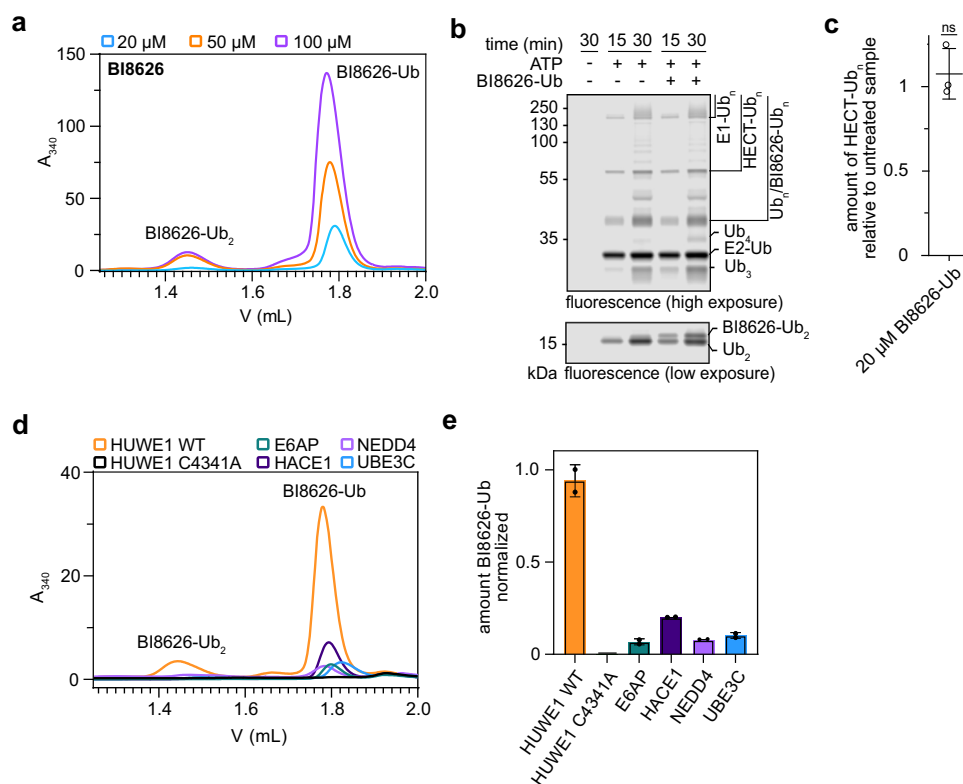 a
20 µM 50 µM 100 µM
BI8626
BI8626-Ub
BI8626-Ub2
A340
150
100
50
0
1.4 1.6 1.8 2.0
V (mL)
b
time (min) 30 15 30 15 30
ATP - + + + +
BI8626-Ub - - - + +
250
130
100
55
35
E1-Ubn
HECT-Ubn
Ubn/BI8626-Ubn
Ub4
E2-Ub
Ub3
fluorescence (high exposure)
15
BI8626-Ub2
Ub2
kDa fluorescence (low exposure)
c
ns
amount of HECT-Ubn
relative to untreated sample
1
0.5
0
20 µM BI8626-Ub
d
HUWE1 WT E6AP NEDD4
HUWE1 C4341A HACE1 UBE3C
BI8626-Ub
BI8626-Ub2
A340
40
20
0
1.4 1.6 1.8 2.0
V (mL)
e
amount BI8626-Ub
normalized
1.0
0.5
0
HUWE1 WT
HUWE1 C4341A
E6AP
HACE1
NEDD4
UBE3C